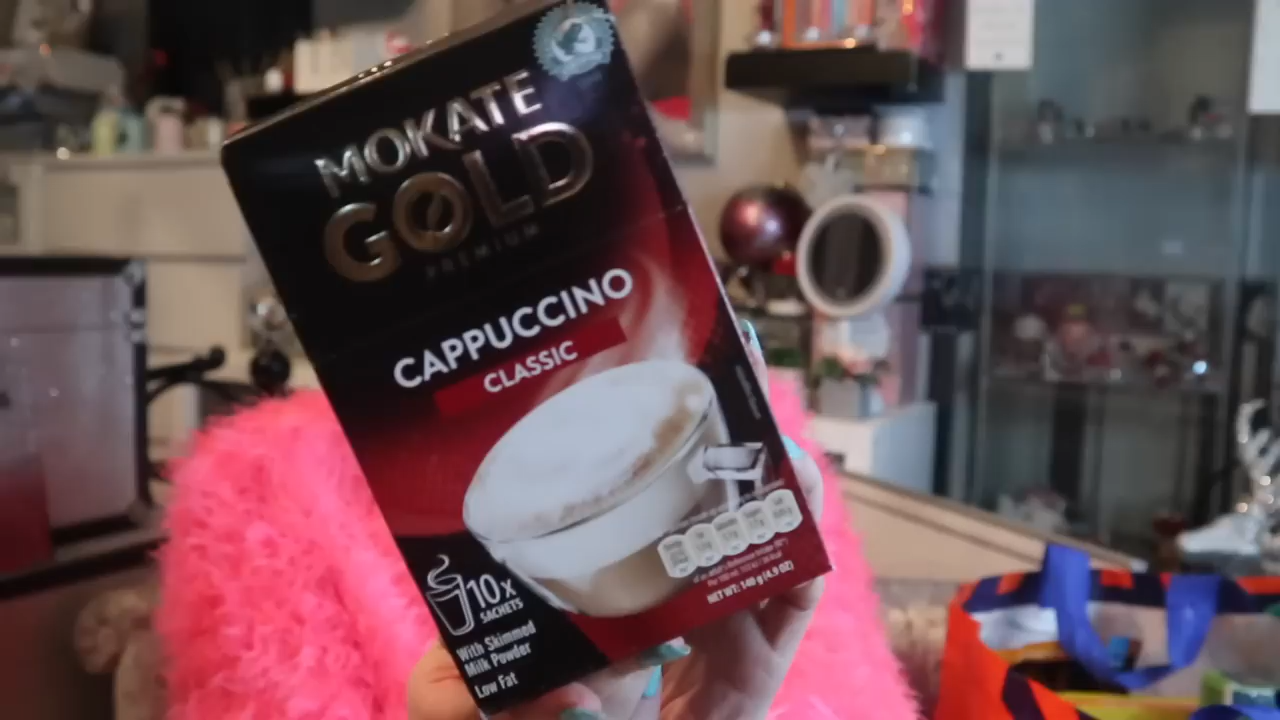 MOKATE
GOLD
PREMIUM
CAPPUCCINO
CLASSIC
10x
SACHETS
With Skimmed
Milk Powder
Low Fat
NET WT: 140 g (4.9 OZ)